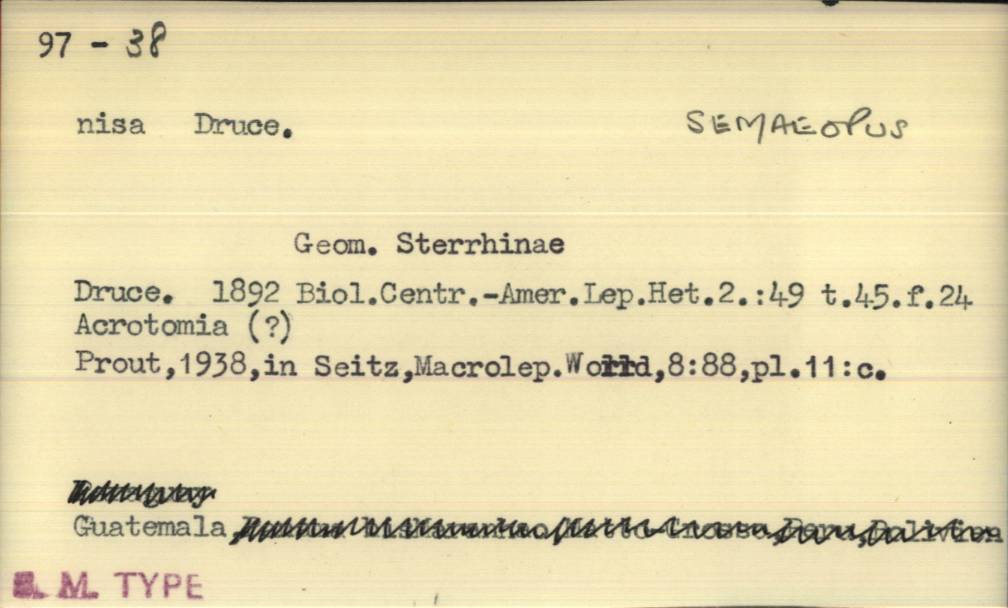 97 - 38
nisa Druce. SEMAEOPUS
Geom. Sterrhinae
Druce. 1892 Biol.Centr.-Amer.Lep.Het.2.:49 t.45.f.24
Acrotomia (?)
Prout,1938,in Seitz,Macrolep.World,8:88,pl.11:c.
Guatemala
B. M. TYPE